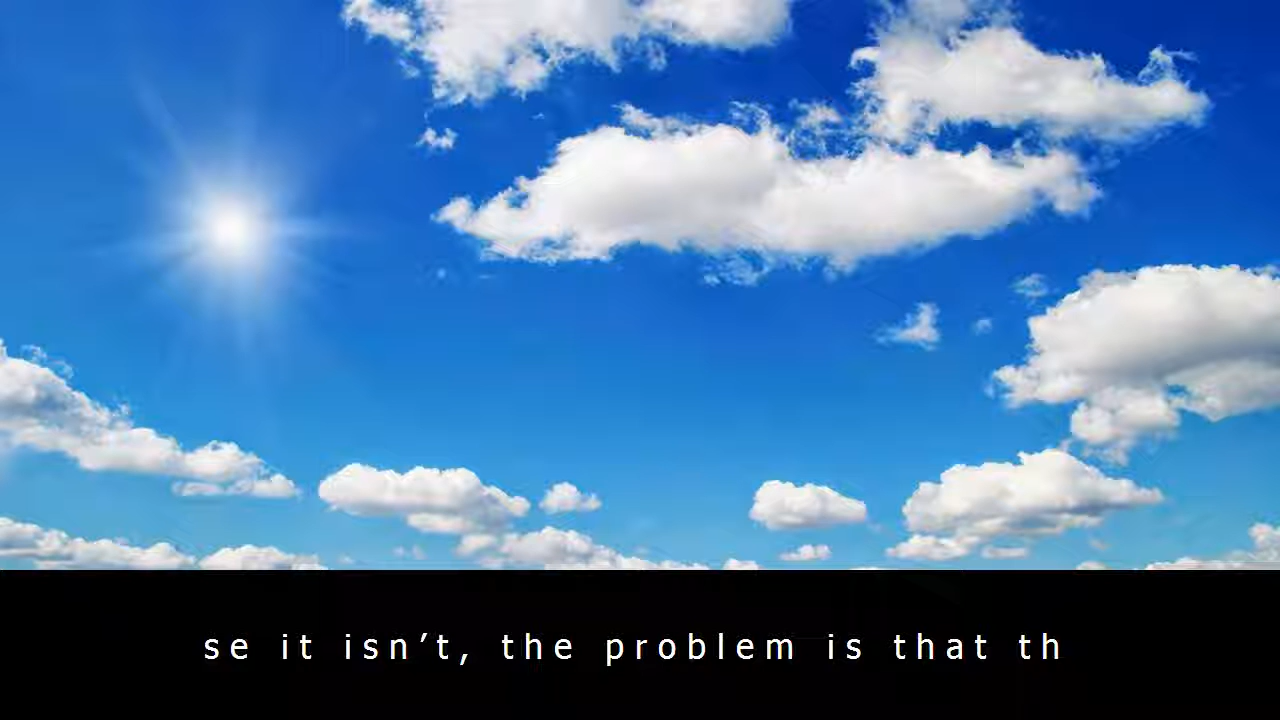 se it isn’t, the problem is that th